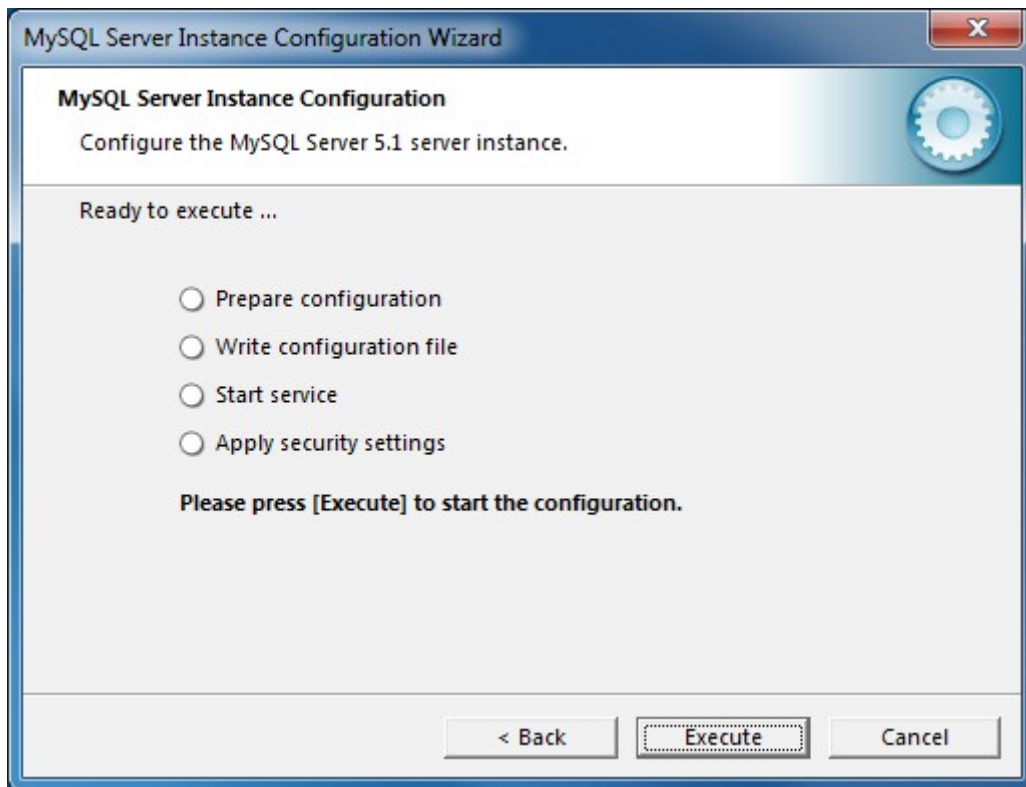 MySQL Server Instance Configuration Wizard
MySQL Server Instance Configuration
Configure the MySQL Server 5.1 server instance.
Ready to execute ...
Prepare configuration
Write configuration file
Start service
Apply security settings
Please press [Execute] to start the configuration.
< Back Execute Cancel